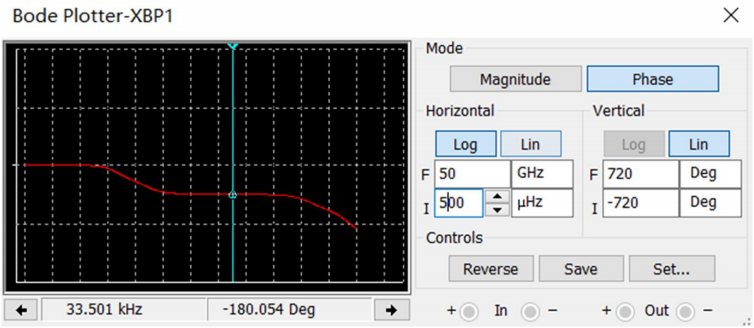 Bode Plotter-XBP1
Mode
Magnitude Phase
Horizontal Vertical
Log Lin Log Lin
F 50 GHz F 720 Deg
I 500 µHz I -720 Deg
Controls
Reverse Save Set...
33.501 kHz -180.054 Deg + In - + Out -